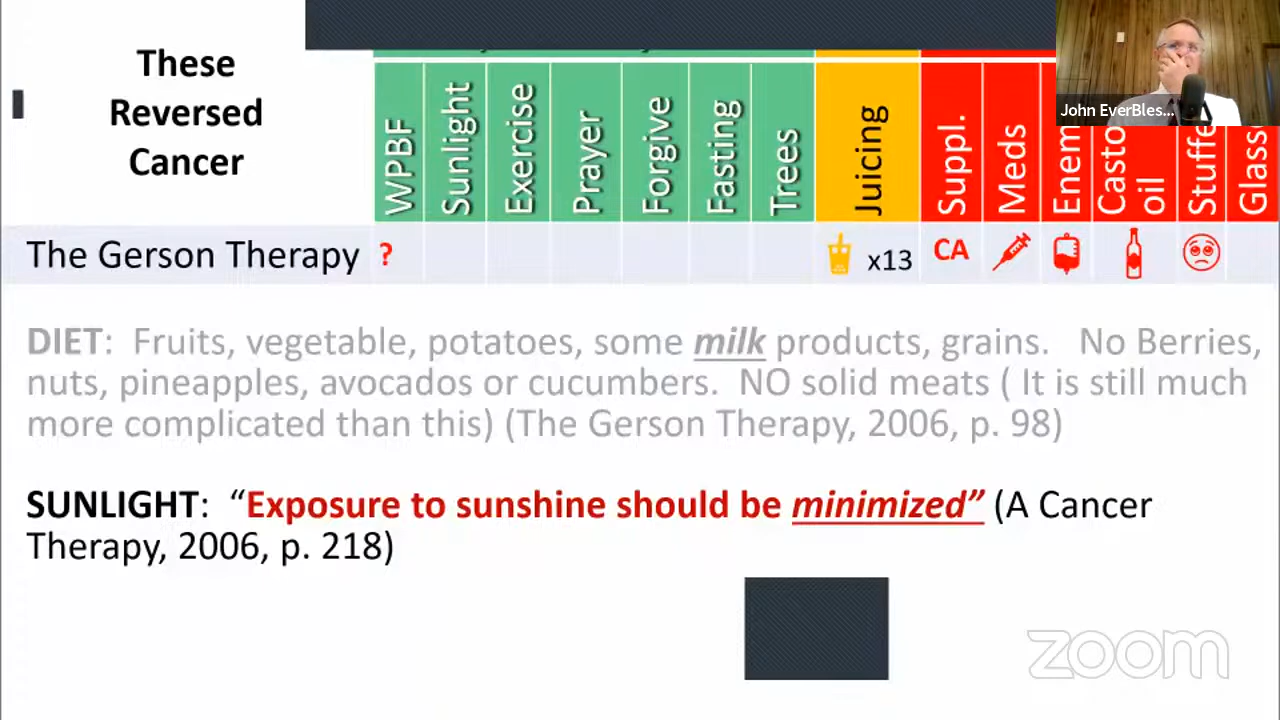 These
Reversed
Cancer
WPBF
Sunlight
Exercise
Prayer
Forgive
Fasting
Trees
Juicing
Suppl.
Meds
Enem
Casto
oil
Stuffe
Glass
John EverBles...
The Gerson Therapy ? x13 CA
DIET: Fruits, vegetable, potatoes, some milk products, grains. No Berries,
nuts, pineapples, avocados or cucumbers. NO solid meats ( It is still much
more complicated than this) (The Gerson Therapy, 2006, p. 98)
SUNLIGHT: “Exposure to sunshine should be minimized” (A Cancer
Therapy, 2006, p. 218)
zoom